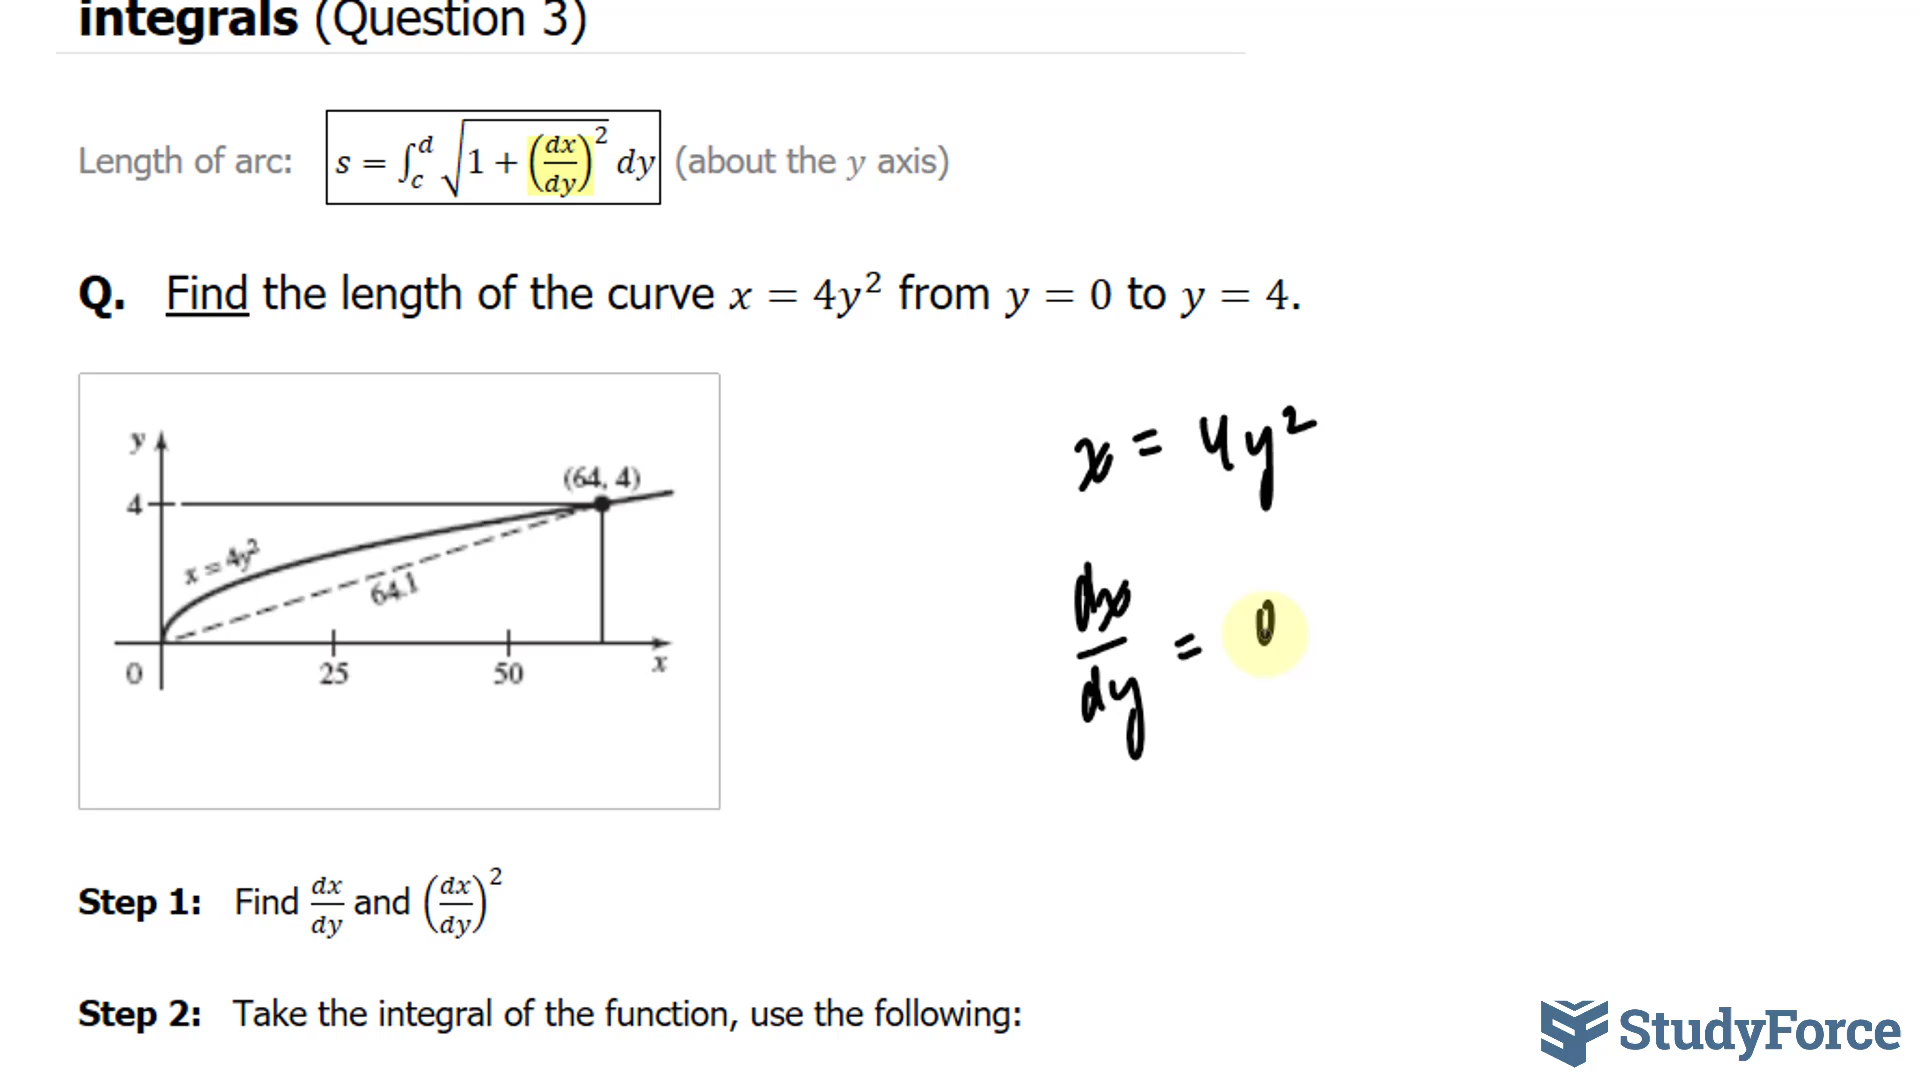 integrals (Question 3)
Length of arc: s = ∫_c^d √(1 + (dx/dy)^2) dy (about the y axis)
Q. Find the length of the curve x = 4y² from y = 0 to y = 4.
y
(64, 4)
4
x = 4y²
64.1
0 25 50 x
x = 4y²
dx/dy =
Step 1: Find dx/dy and (dx/dy)²
Step 2: Take the integral of the function, use the following:
StudyForce